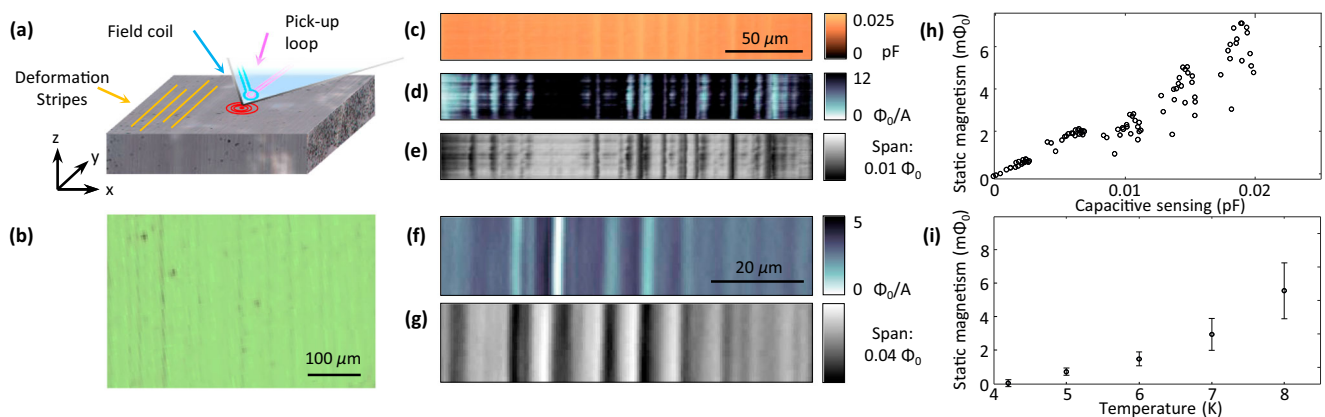 (a)
Field coil
Pick-up
loop
Deformation
Stripes
z
y
x
(b)
100 μm
(c)
50 μm
0.025
0
pF
(d)
12
0
Φ₀/A
(e)
Span:
0.01 Φ₀
(f)
20 μm
5
0
Φ₀/A
(g)
Span:
0.04 Φ₀
(h)
Static magnetism (mΦ₀)
6
4
2
0
0
0.01
0.02
Capacitive sensing (pF)
(i)
Static magnetism (mΦ₀)
8
6
4
2
0
4
5
6
7
8
Temperature (K)